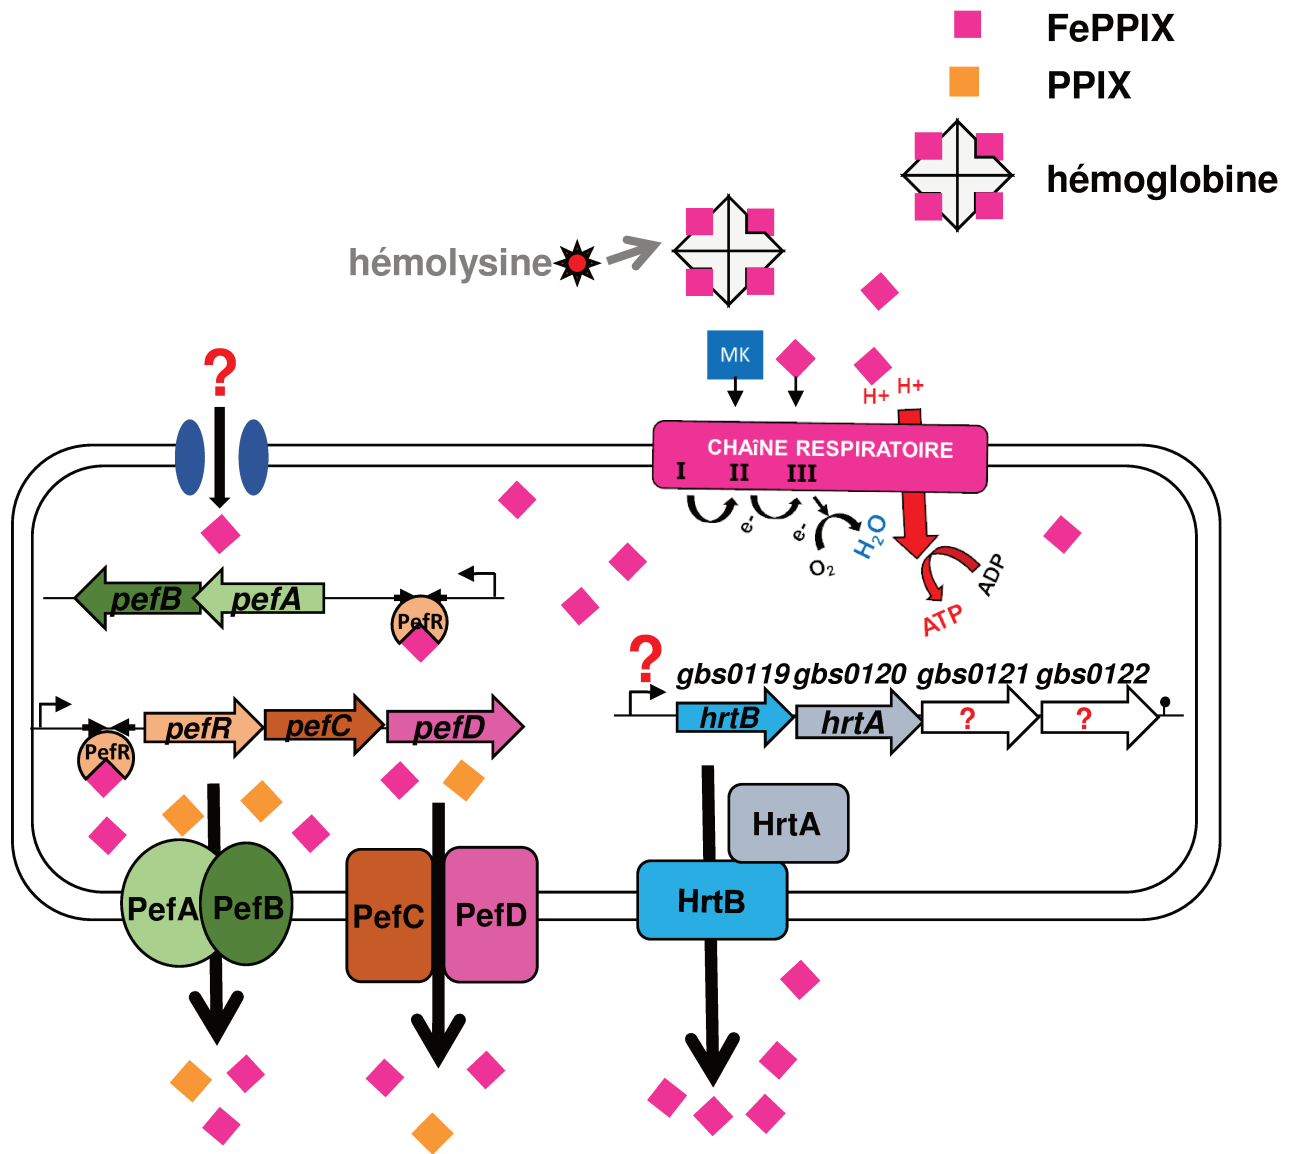 FePPIX
PPIX
hémoglobine
hémolysine
?
MK
H+ H+
CHAîNE RESPIRATOIRE
I II III
e- e-
O2
H2O
ADP
ATP
pefB pefA
PefR
?
gbs0119 gbs0120 gbs0121 gbs0122
hrtB hrtA ? ?
pefR pefC pefD
PefR
HrtA
HrtB
PefA PefB
PefC PefD